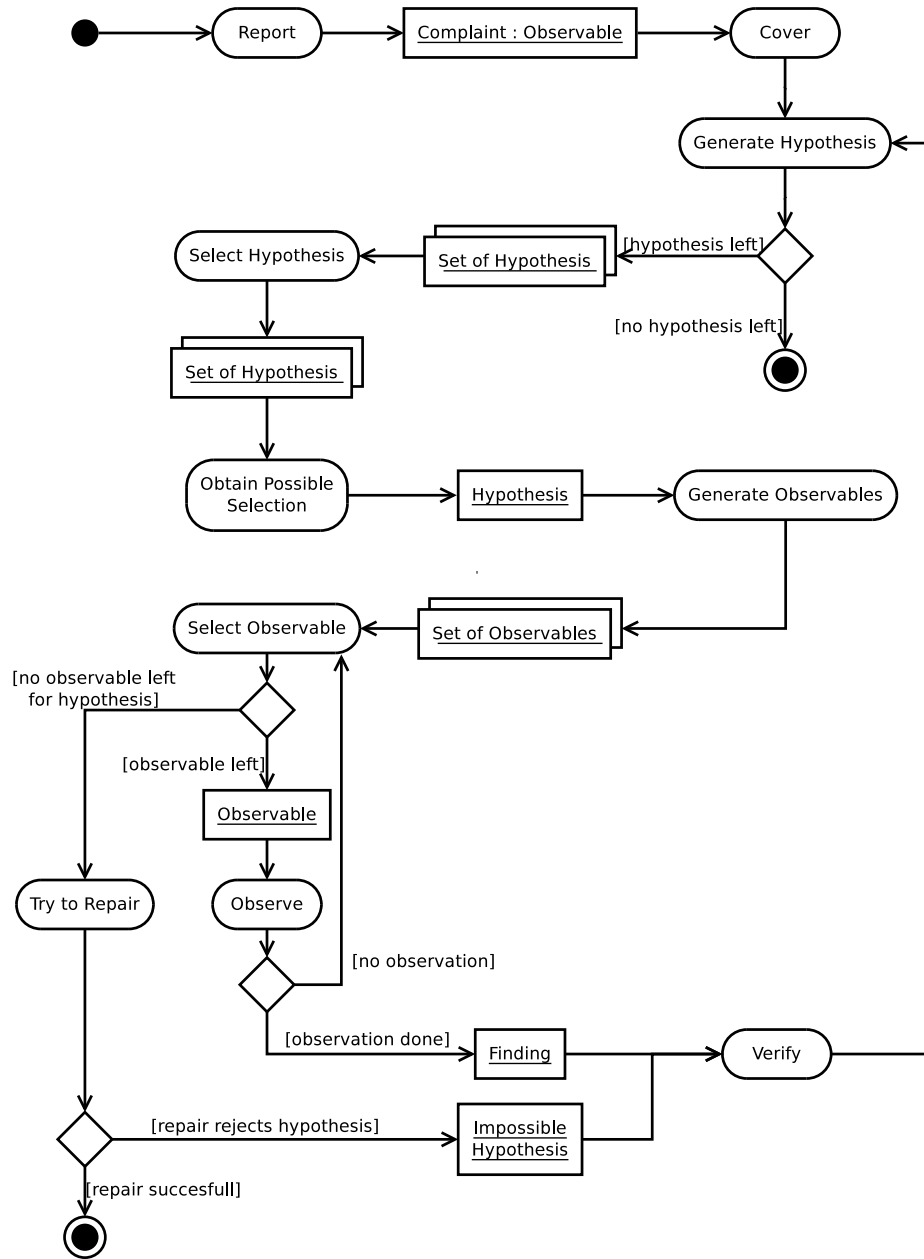 Report
Complaint : Observable
Cover
Generate Hypothesis
Select Hypothesis
Set of Hypothesis
[hypothesis left]
[no hypothesis left]
Set of Hypothesis
Obtain Possible
Selection
Hypothesis
Generate Observables
Select Observable
Set of Observables
[no observable left
for hypothesis]
[observable left]
Observable
Try to Repair
Observe
[no observation]
[observation done]
Finding
Verify
[repair rejects hypothesis]
Impossible
Hypothesis
[repair succesfull]